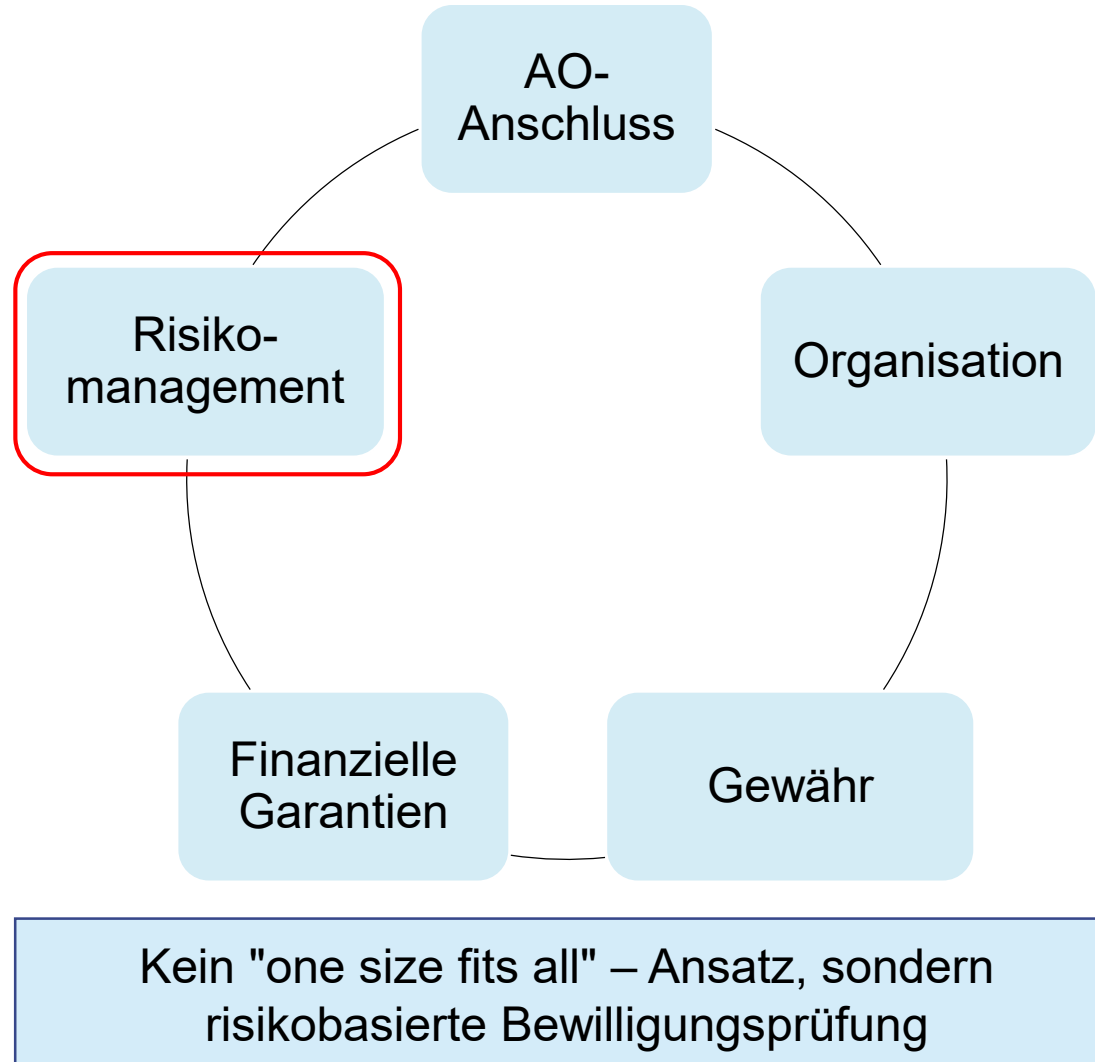 AO-
Anschluss
Risiko-
management
Organisation
Finanzielle
Garantien
Gewähr
Kein "one size fits all" – Ansatz, sondern
risikobasierte Bewilligungsprüfung